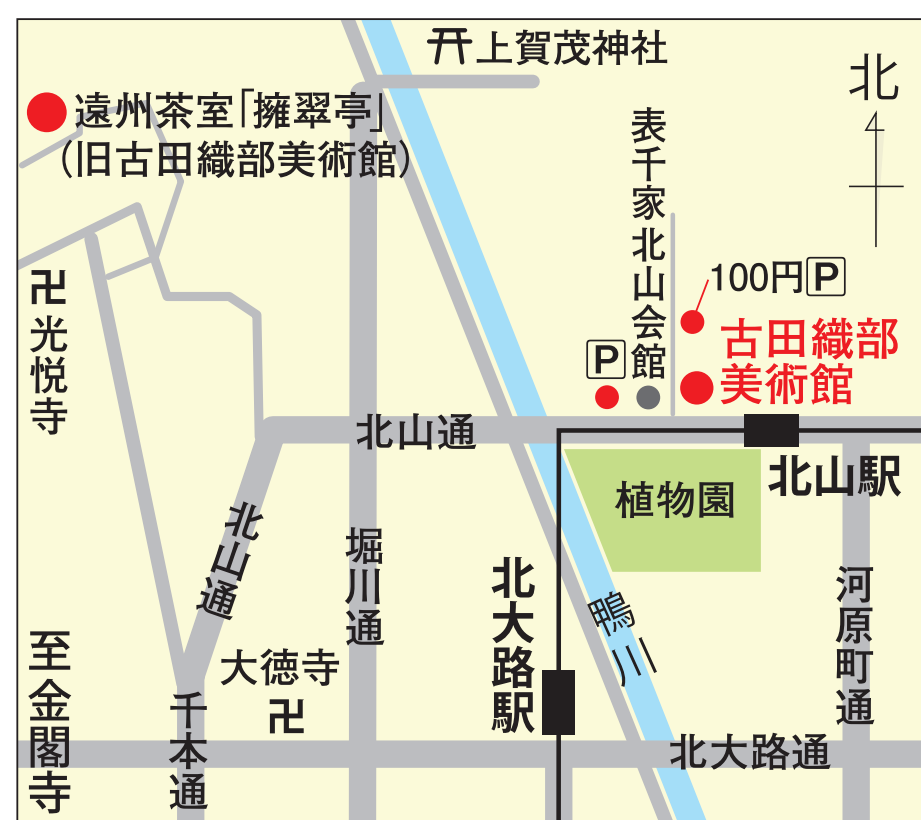 上賀茂神社
北
遠州茶室「擁翠亭」
(旧古田織部美術館)
表千家北山会館
100円 P
P
古田織部
美術館
光悦寺
北山通
北山駅
植物園
北山通
堀川通
北大路駅
鴨川
河原町通
至金閣寺
大徳寺
千本通
北大路通